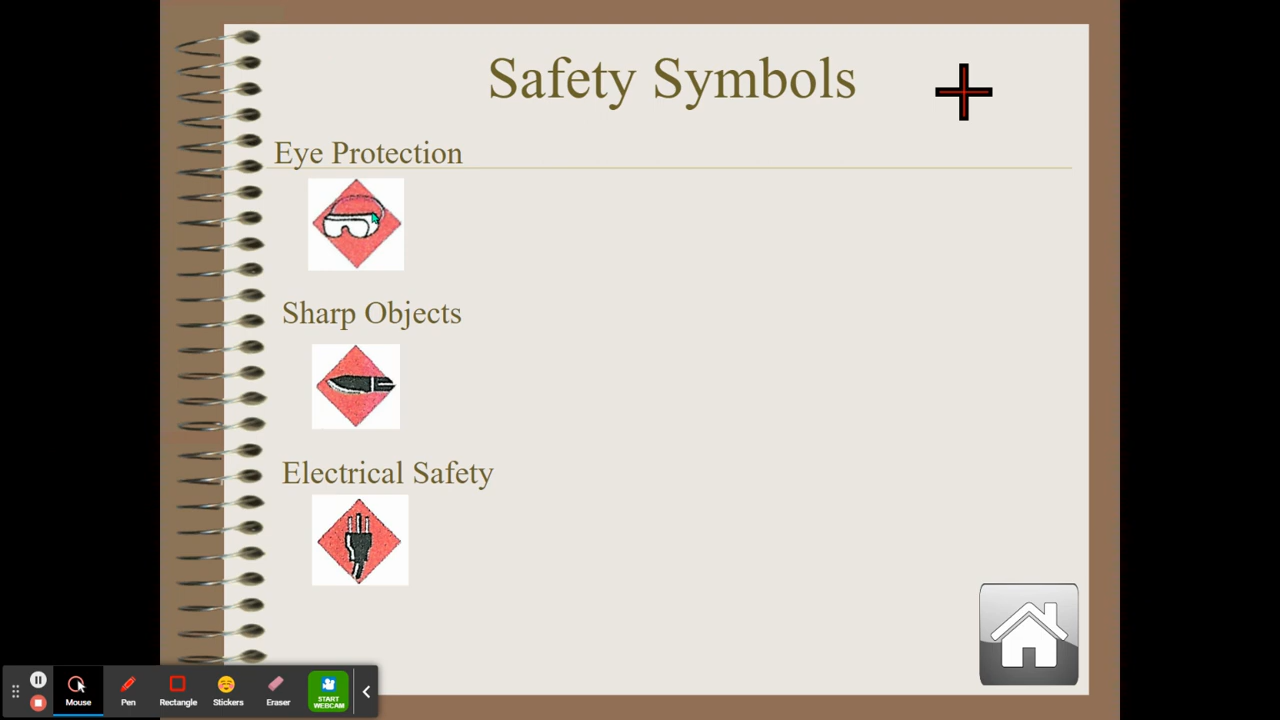 Safety Symbols
Eye Protection
Sharp Objects
Electrical Safety
Mouse
Pen
Rectangle
Stickers
Eraser
START
WEBCAM